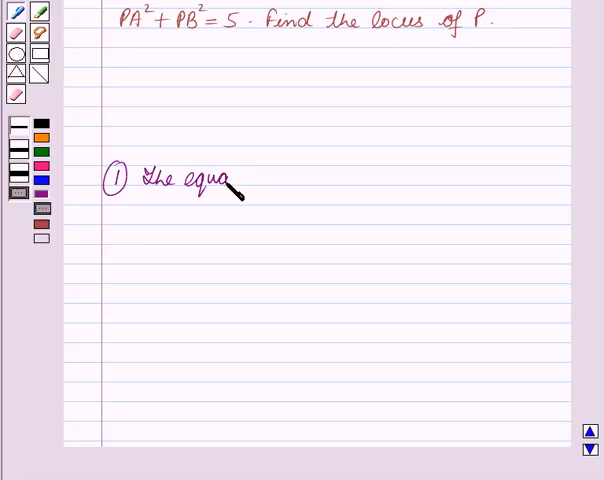 PA² + PB² = 5. Find the locus of P.
① The equa